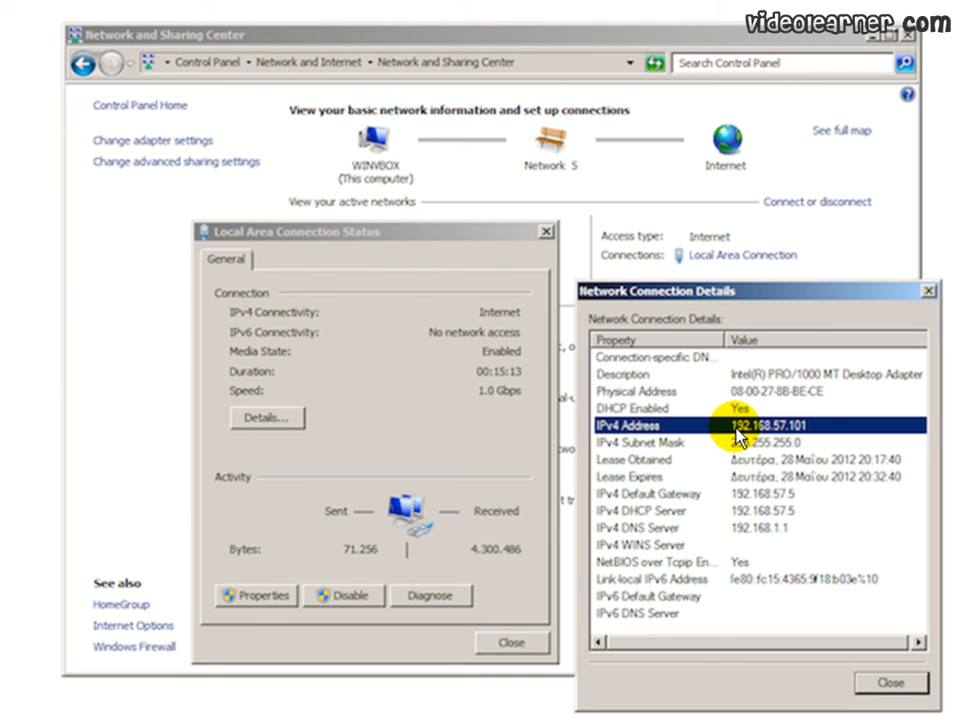 videolearner.com
Network and Sharing Center
Control Panel Network and Internet Network and Sharing Center Search Control Panel
Control Panel Home
Change adapter settings
Change advanced sharing settings
View your basic network information and set up connections
See full map
WINVBOX
(This computer)
Network 5
Internet
View your active networks
Connect or disconnect
Access type: Internet
Connections: Local Area Connection
Local Area Connection Status
General
Connection
IPv4 Connectivity: Internet
IPv6 Connectivity: No network access
Media State: Enabled
Duration: 00:15:13
Speed: 1.0 Gbps
Details...
Activity
Sent — Received
Bytes: 71.256 4.300.486
Properties Disable Diagnose
Close
See also
HomeGroup
Internet Options
Windows Firewall
Network Connection Details
Network Connection Details:
Property Value
Connection-specific DN...
Description Intel(R) PRO/1000 MT Desktop Adapter
Physical Address 08-00-27-8B-BE-CE
DHCP Enabled Yes
IPv4 Address 192.168.57.101
IPv4 Subnet Mask 255.255.255.0
Lease Obtained Δευτέρα, 28 Μαΐου 2012 20:17:40
Lease Expires Δευτέρα, 28 Μαΐου 2012 20:32:40
IPv4 Default Gateway 192.168.57.5
IPv4 DHCP Server 192.168.57.5
IPv4 DNS Server 192.168.1.1
IPv4 WINS Server
NetBIOS over Tcpip En... Yes
Link-local IPv6 Address fe80::fc15:4365:9f18:b03e%10
IPv6 Default Gateway
IPv6 DNS Server
Close